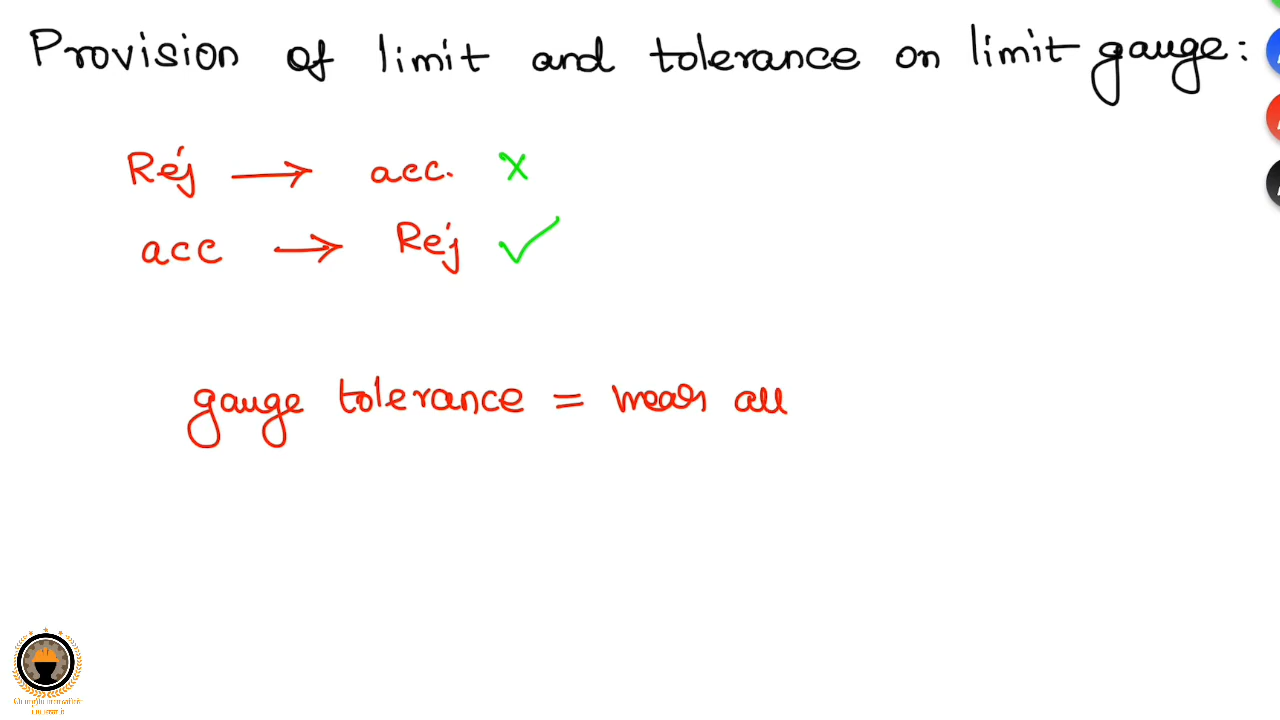 Provision of limit and tolerance on limit gauge:
Rej → acc. x
acc → Rej ✓
gauge tolerance = wear all